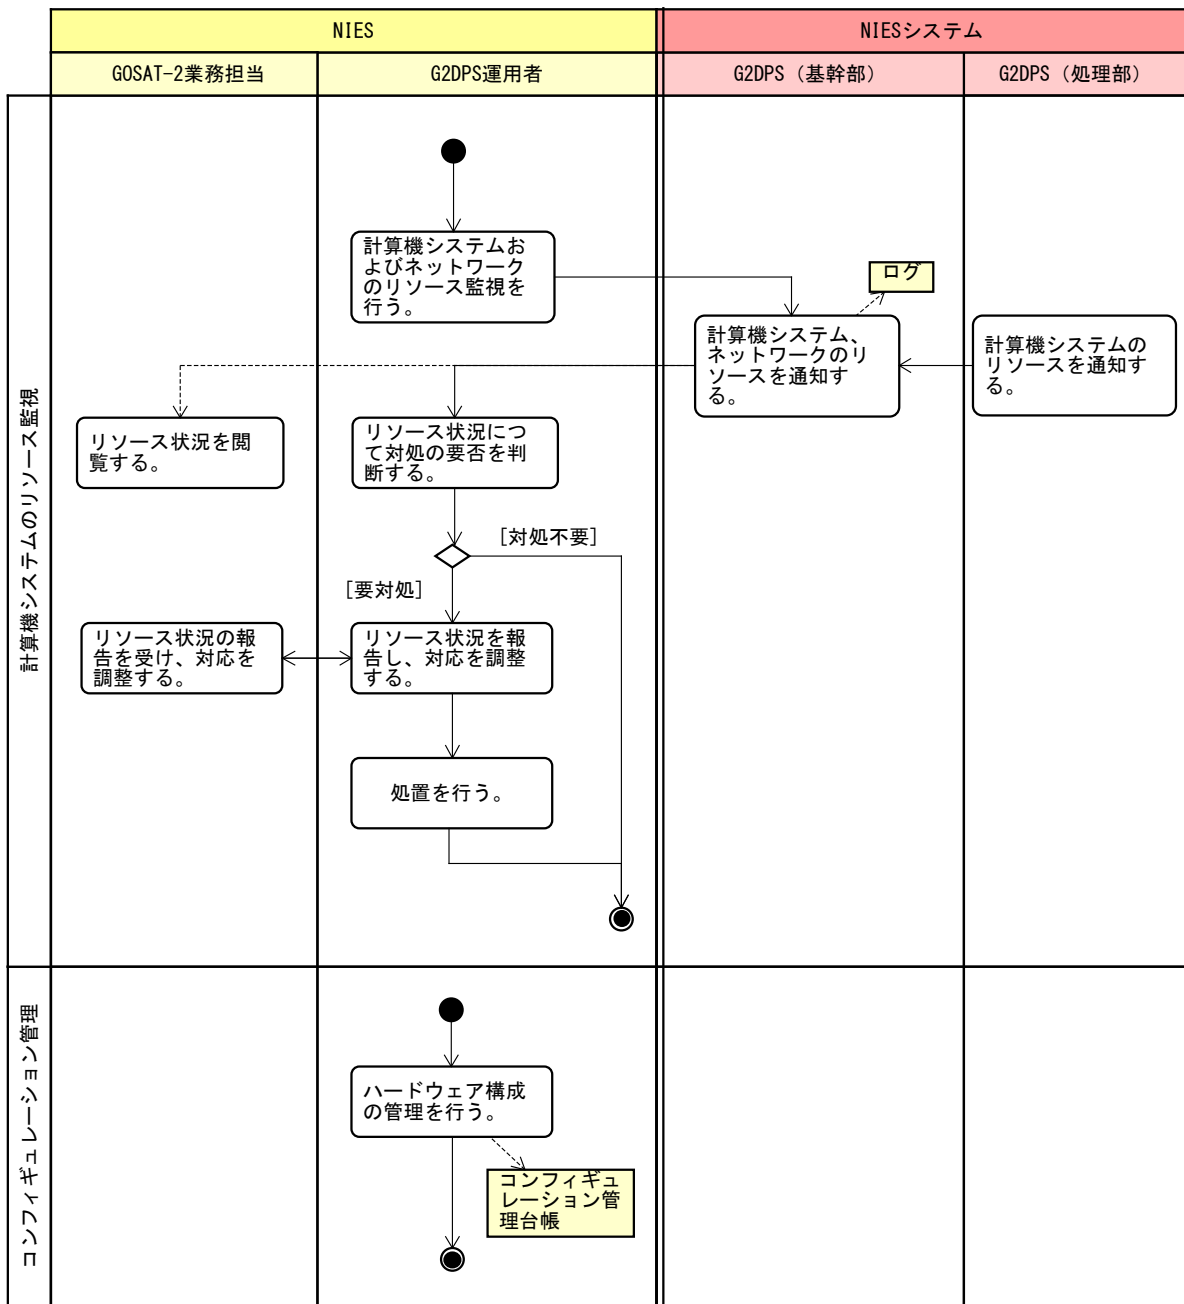 NIES
NIESシステム
GOSAT-2業務担当
G2DPS運用者
G2DPS（基幹部）
G2DPS（処理部）
計算機システムのリソース監視
計算機システムお
よびネットワーク
のリソース監視を
行う。
ログ
計算機システム、
ネットワークのリ
ソースを通知す
る。
計算機システムの
リソースを通知す
る。
リソース状況を閲
覧する。
リソース状況につ
て対処の要否を判
断する。
[対処不要]
[要対処]
リソース状況の報
告を受け、対応を
調整する。
リソース状況を報
告し、対応を調整
する。
処置を行う。
コンフィギュレーション管理
ハードウェア構成
の管理を行う。
コンフィギュ
レーション管
理台帳